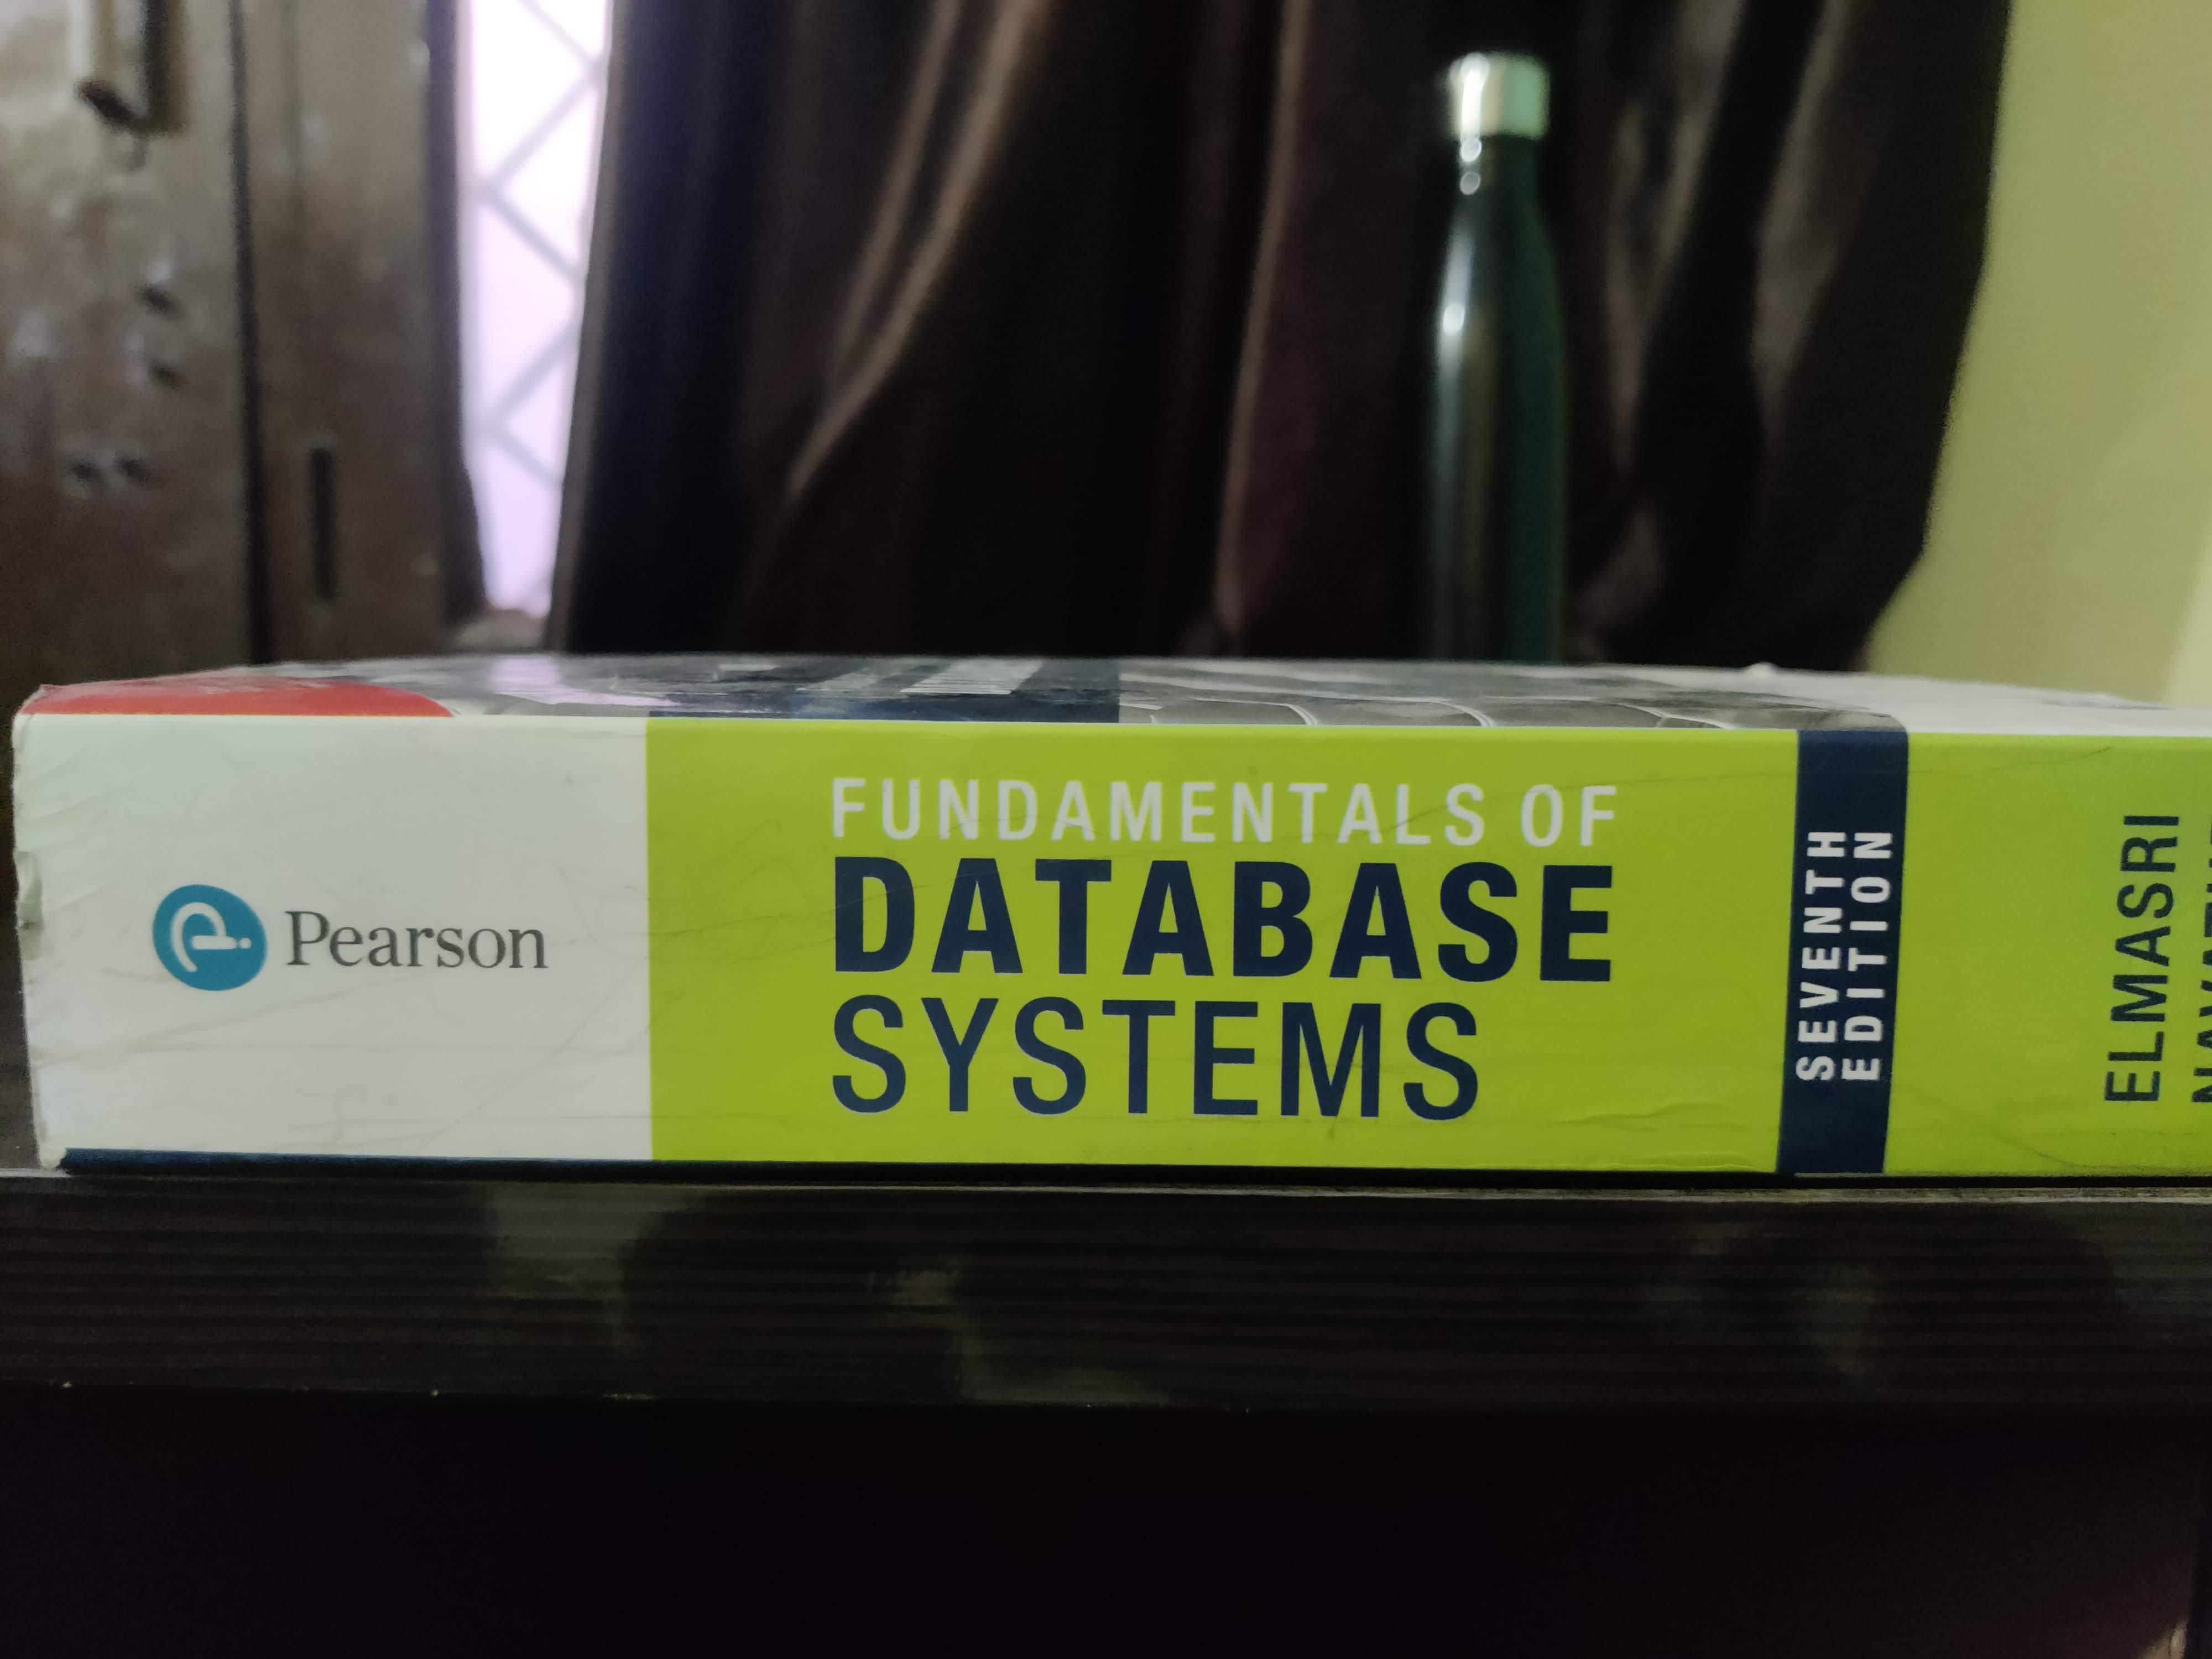 Pearson
FUNDAMENTALS OF
DATABASE
SYSTEMS
SEVENTH
EDITION
ELMASRI